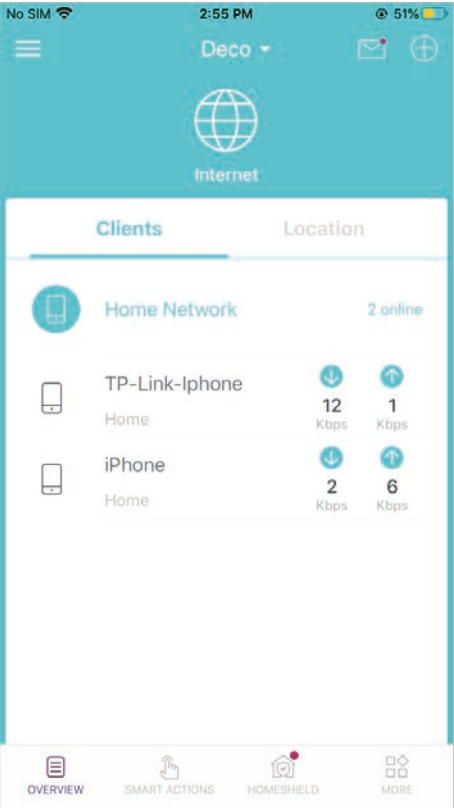 No SIM 2:55 PM 51%
Deco
Internet
Clients Location
Home Network 2 online
TP-Link-Iphone
Home
12 1
Kbps Kbps
iPhone
Home
2 6
Kbps Kbps
OVERVIEW SMART ACTIONS HOMESHIELD MORE